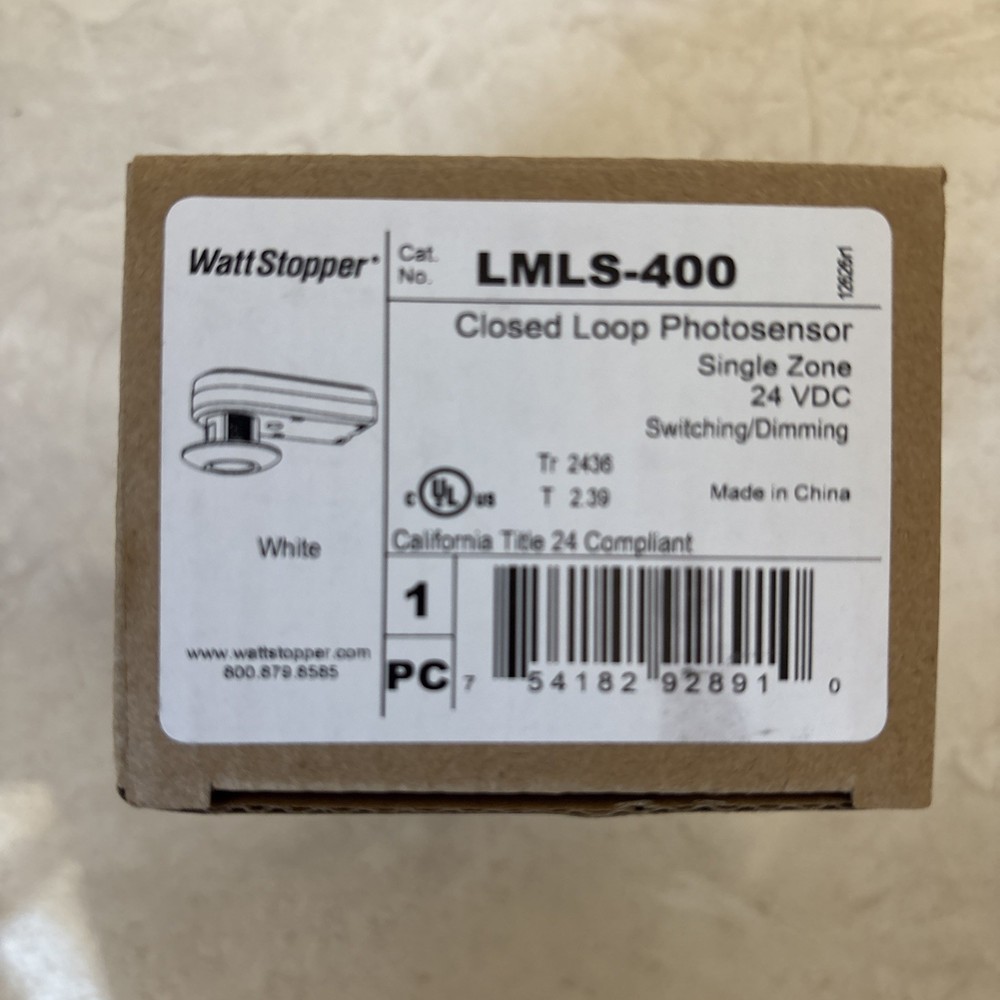 WattStopper
Cat.
No.
LMLS-400
12626r1
Closed Loop Photosensor
Single Zone
24 VDC
Switching/Dimming
Tr 2436
C UL US
T 2.39
Made in China
California Title 24 Compliant
White
1
PC
www.wattstopper.com
800.879.8585
7 54182 92891 0